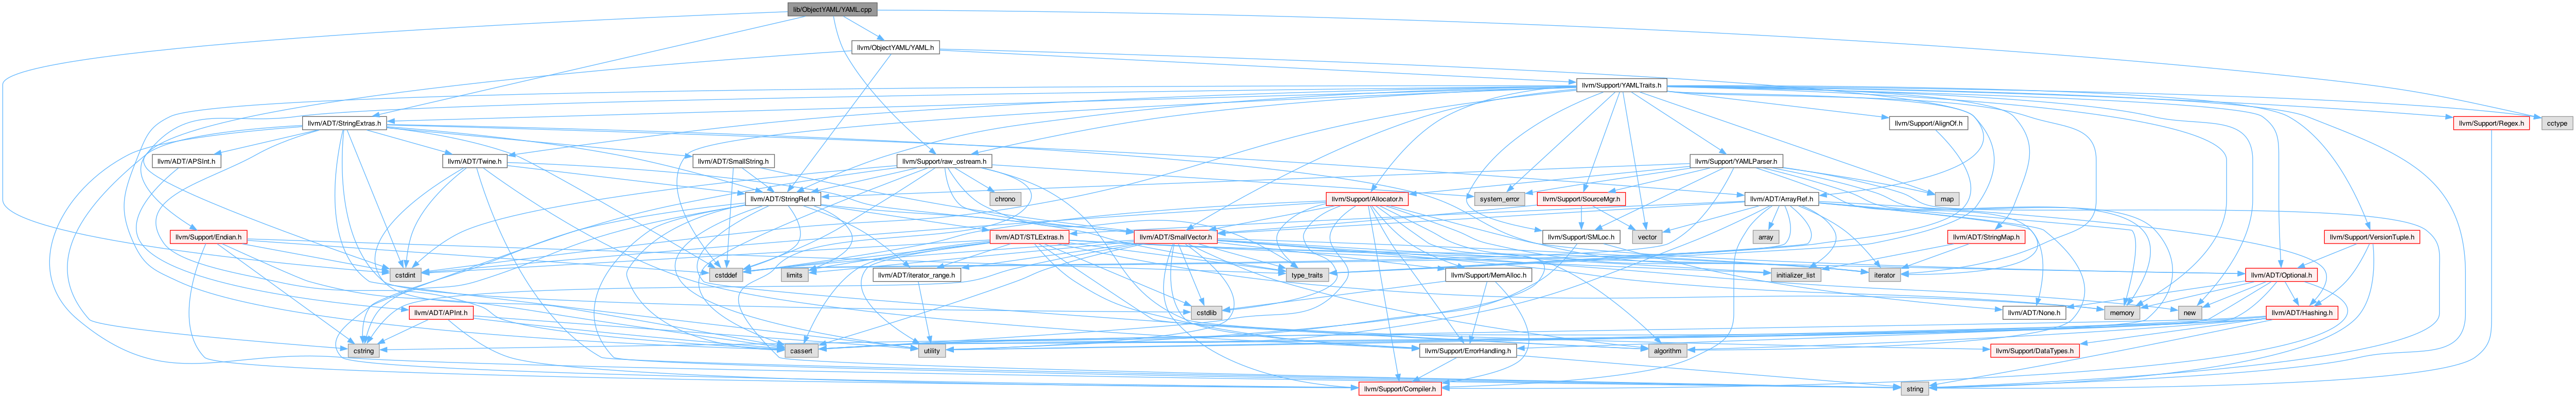 lib/ObjectYAML/YAML.cpp
llvm/ObjectYAML/YAML.h
llvm/Support/YAMLTraits.h
llvm/ADT/StringExtras.h
llvm/Support/AlignOf.h
llvm/Support/Regex.h
cctype
llvm/ADT/APSInt.h
llvm/ADT/Twine.h
llvm/ADT/SmallString.h
llvm/Support/raw_ostream.h
llvm/Support/YAMLParser.h
llvm/ADT/StringRef.h
chrono
llvm/Support/Allocator.h
system_error
llvm/Support/SourceMgr.h
llvm/ADT/ArrayRef.h
map
llvm/Support/Endian.h
llvm/ADT/STLExtras.h
llvm/ADT/SmallVector.h
llvm/Support/SMLoc.h
vector
array
llvm/ADT/StringMap.h
llvm/Support/VersionTuple.h
cstdint
cstddef
limits
llvm/ADT/iterator_range.h
type_traits
llvm/Support/MemAlloc.h
initializer_list
iterator
llvm/ADT/Optional.h
llvm/ADT/APInt.h
cstdlib
llvm/ADT/None.h
memory
new
llvm/ADT/Hashing.h
cstring
cassert
utility
llvm/Support/ErrorHandling.h
algorithm
llvm/Support/DataTypes.h
llvm/Support/Compiler.h
string